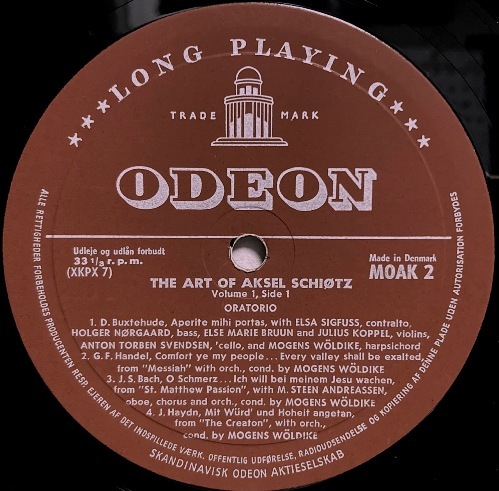 ★★★LONG PLAYING★★★
TRADE MARK
ODEON
Udleje og udlån forbudt
33 1/3 r. p. m.
(XKPX 7)
Made in Denmark
MOAK 2
THE ART OF AKSEL SCHIØTZ
Volume 1, Side 1
ORATORIO
1. D. Buxtehude, Aperite mihi portas, with ELSA SIGFUSS, contralto,
HOLGER NØRGAARD, bass, ELSE MARIE BRUUN and JULIUS KOPPEL, violins,
ANTON TORBEN SVENDSEN, 'cello, and MOGENS WÖLDIKE, harpsichord
2. G. F. Handel, Comfort ye my people . . . Every valley shall be exalted,
from "Messiah" with orch., cond. by MOGENS WÖLDIKE
3. J. S. Bach, O Schmerz . . . Ich will bei meinem Jesu wachen,
from "St. Matthew Passion", with M. STEEN ANDREASSEN,
oboe, chorus and orch., cond. by MOGENS WÖLDIKE
4. J. Haydn, Mit Würd' und Hoheit angetan,
from "The Creaton", with orch.,
cond. by MOGENS WÖLDIKE
ALLE RETTIGHEDER FORBEHOLDES PRODUCENTEN RESP. EJEREN AF DET INDSPILLEDE VÆRK. OFFENTLIG UDFØRELSE, RADIOUDSENDELSE OG KOPIERING AF DENNE PLADE UDEN AUTORISATION FORBYDES
SKANDINAVISK ODEON AKTIESELSKAB